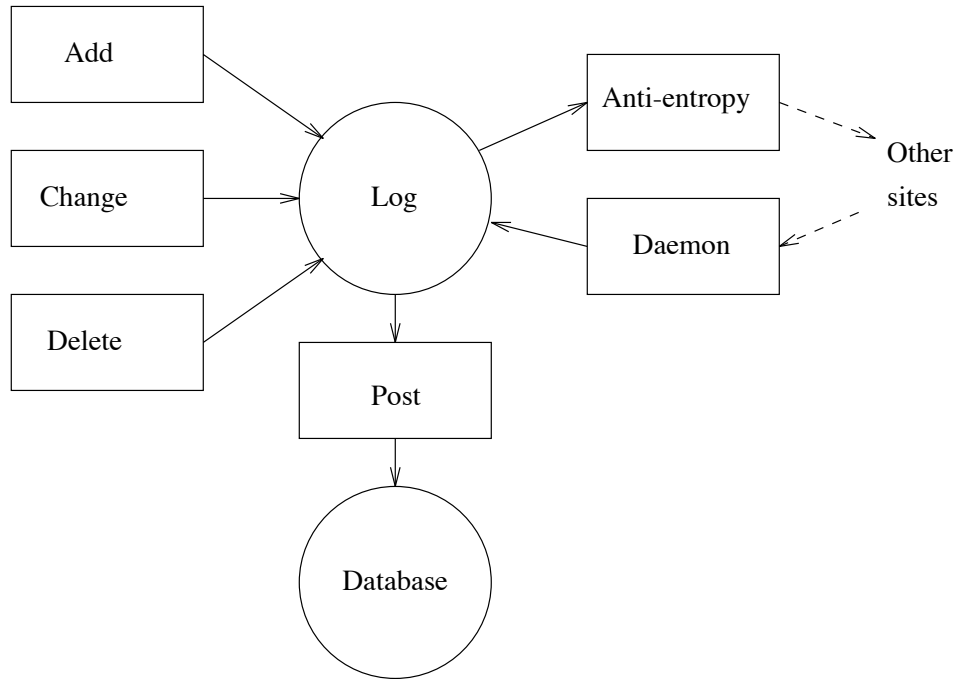 Add
Change
Delete
Log
Anti-entropy
Daemon
Other
sites
Post
Database